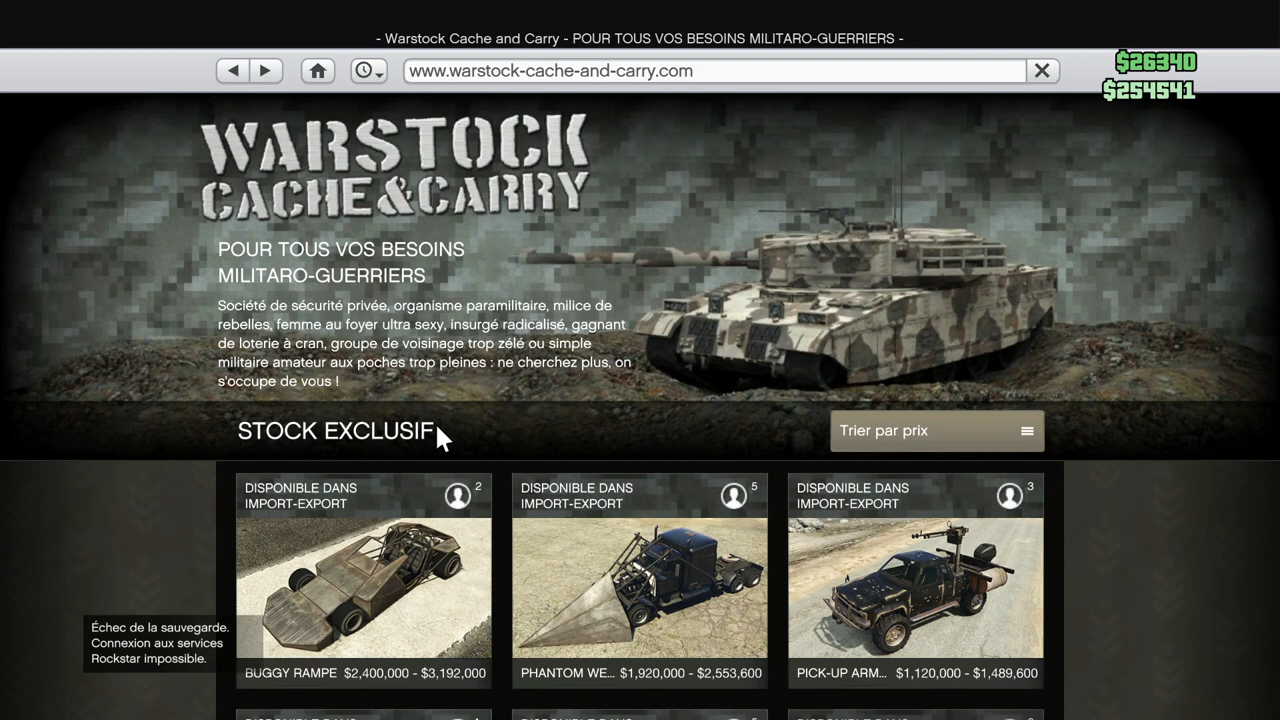 - Warstock Cache and Carry - POUR TOUS VOS BESOINS MILITARO-GUERRIERS -
www.warstock-cache-and-carry.com
$26340
$254541
WARSTOCK
CACHE&CARRY
POUR TOUS VOS BESOINS
MILITARO-GUERRIERS
Société de sécurité privée, organisme paramilitaire, milice de
rebelles, femme au foyer ultra sexy, insurgé radicalisé, gagnant
de loterie à cran, groupe de voisinage trop zélé ou simple
militaire amateur aux poches trop pleines : ne cherchez plus, on
s'occupe de vous !
STOCK EXCLUSIF
Trier par prix
DISPONIBLE DANS
IMPORT-EXPORT
2
DISPONIBLE DANS
IMPORT-EXPORT
5
DISPONIBLE DANS
IMPORT-EXPORT
3
Échec de la sauvegarde.
Connexion aux services
Rockstar impossible.
BUGGY RAMPE $2,400,000 - $3,192,000
PHANTOM WE... $1,920,000 - $2,553,600
PICK-UP ARM... $1,120,000 - $1,489,600